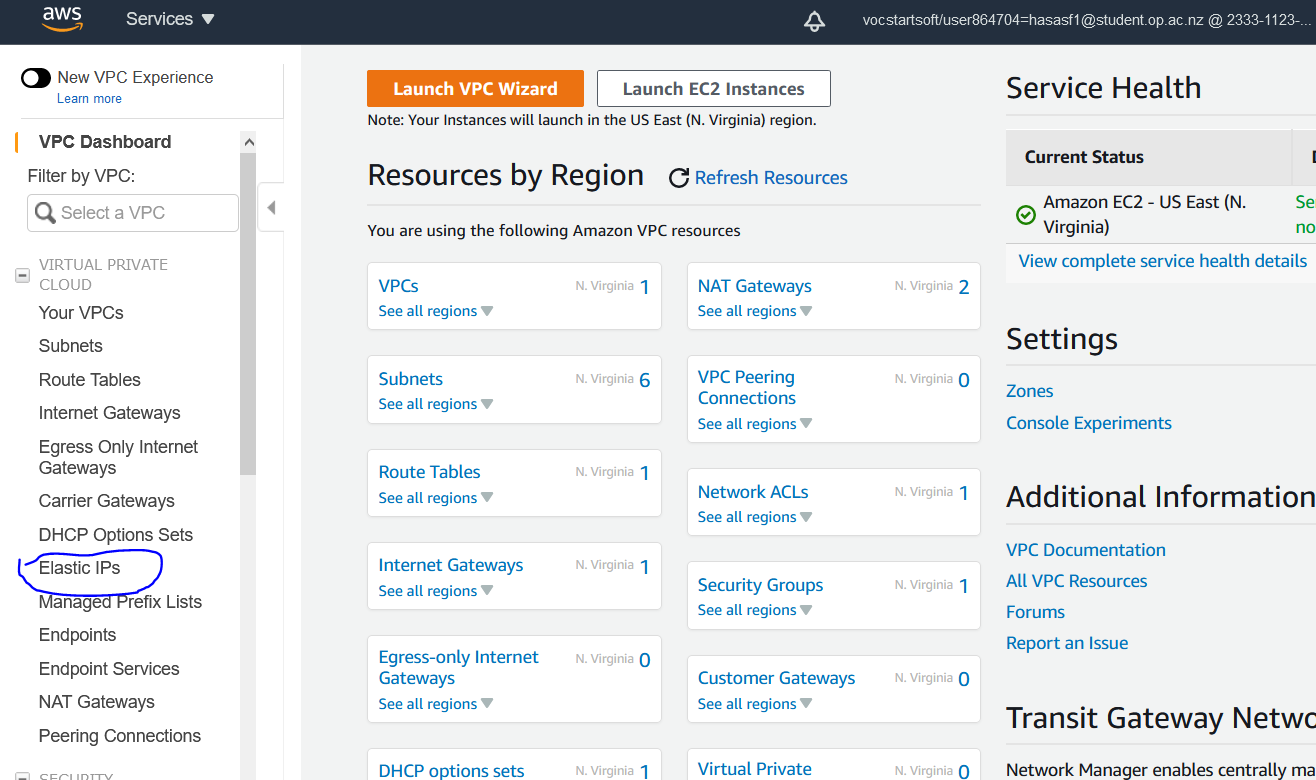 aws
Services
vocstartsoft/user864704=hasasf1@student.op.ac.nz @ 2333-1123-...
New VPC Experience
Learn more
VPC Dashboard
Filter by VPC:
Select a VPC
VIRTUAL PRIVATE
CLOUD
Your VPCs
Subnets
Route Tables
Internet Gateways
Egress Only Internet
Gateways
Carrier Gateways
DHCP Options Sets
Elastic IPs
Managed Prefix Lists
Endpoints
Endpoint Services
NAT Gateways
Peering Connections
SECURITY
Launch VPC Wizard
Launch EC2 Instances
Note: Your Instances will launch in the US East (N. Virginia) region.
Resources by Region
Refresh Resources
You are using the following Amazon VPC resources
VPCs N. Virginia 1
See all regions
NAT Gateways N. Virginia 2
See all regions
Subnets N. Virginia 6
See all regions
VPC Peering N. Virginia 0
Connections
See all regions
Route Tables N. Virginia 1
See all regions
Network ACLs N. Virginia 1
See all regions
Internet Gateways N. Virginia 1
See all regions
Security Groups N. Virginia 1
See all regions
Egress-only Internet N. Virginia 0
Gateways
See all regions
Customer Gateways N. Virginia 0
See all regions
DHCP options sets N. Virginia 1
Virtual Private N. Virginia 0
Service Health
Current Status
Amazon EC2 - US East (N.
Virginia)
Se
no
View complete service health details
Settings
Zones
Console Experiments
Additional Information
VPC Documentation
All VPC Resources
Forums
Report an Issue
Transit Gateway Netwo
Network Manager enables centrally ma